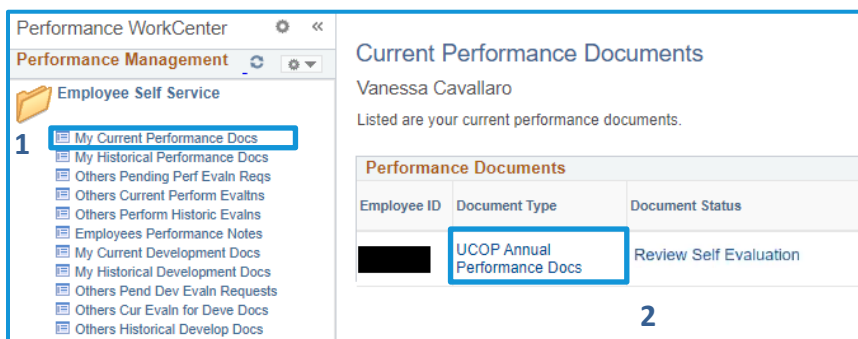 Performance WorkCenter
Performance Management
Employee Self Service
1
My Current Performance Docs
My Historical Performance Docs
Others Pending Perf Evaln Reqs
Others Current Perform Evaltns
Others Perform Historic Evalns
Employees Performance Notes
My Current Development Docs
My Historical Development Docs
Others Pend Dev Evaln Requests
Others Cur Evaln for Deve Docs
Others Historical Develop Docs
Current Performance Documents
Vanessa Cavallaro
Listed are your current performance documents.
Performance Documents
Employee ID Document Type Document Status
UCOP Annual
Performance Docs
Review Self Evaluation
2